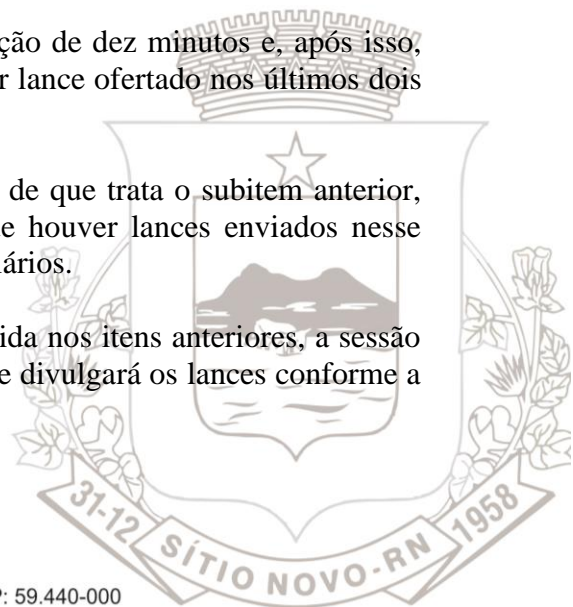 ção de dez minutos e, após isso,
r lance ofertado nos últimos dois
de que trata o subitem anterior,
e houver lances enviados nesse
ários.
ida nos itens anteriores, a sessão
e divulgará os lances conforme a
31-12 SÍTIO NOVO-RN 1958
P: 59.440-000